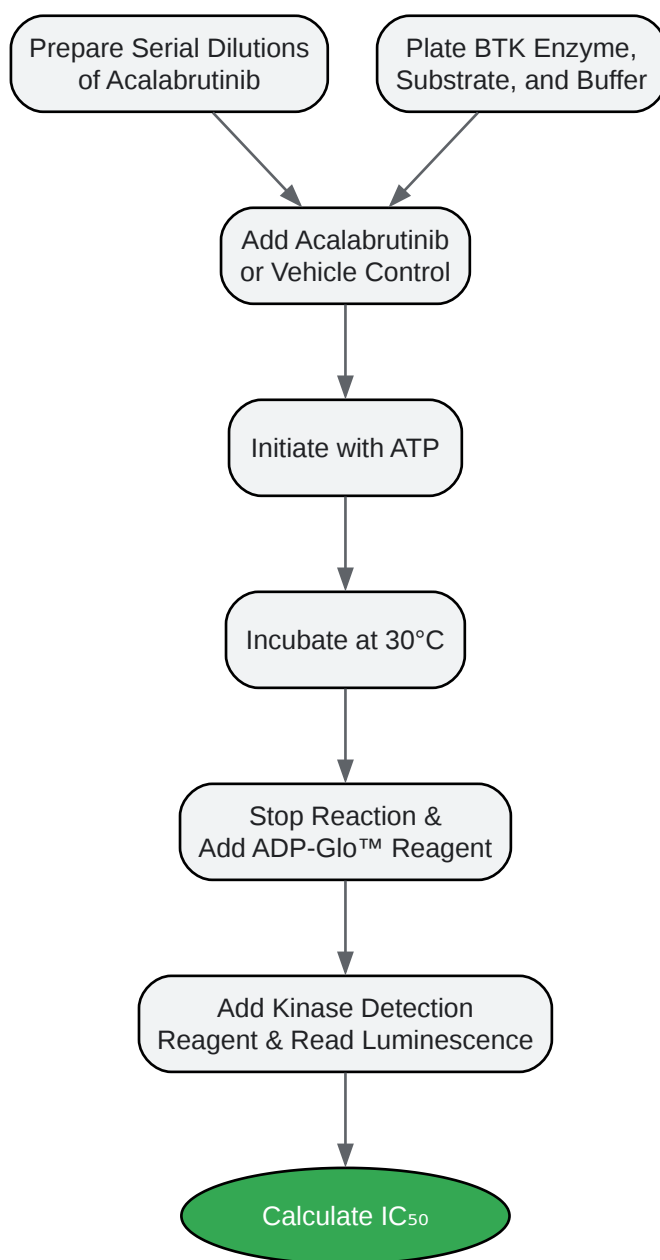 Prepare Serial Dilutions
of Acalabrutinib
Plate BTK Enzyme,
Substrate, and Buffer
Add Acalabrutinib
or Vehicle Control
Initiate with ATP
Incubate at 30°C
Stop Reaction &
Add ADP-Glo™ Reagent
Add Kinase Detection
Reagent & Read Luminescence
Calculate IC₅₀